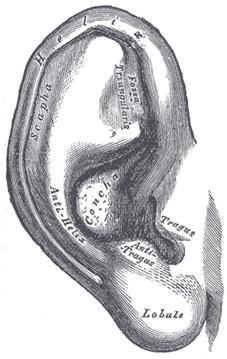 Helix
Scapha
Fossa
Triangularis
Concha
Anti-Helix
Tragus
Anti-
Tragus
Lobule